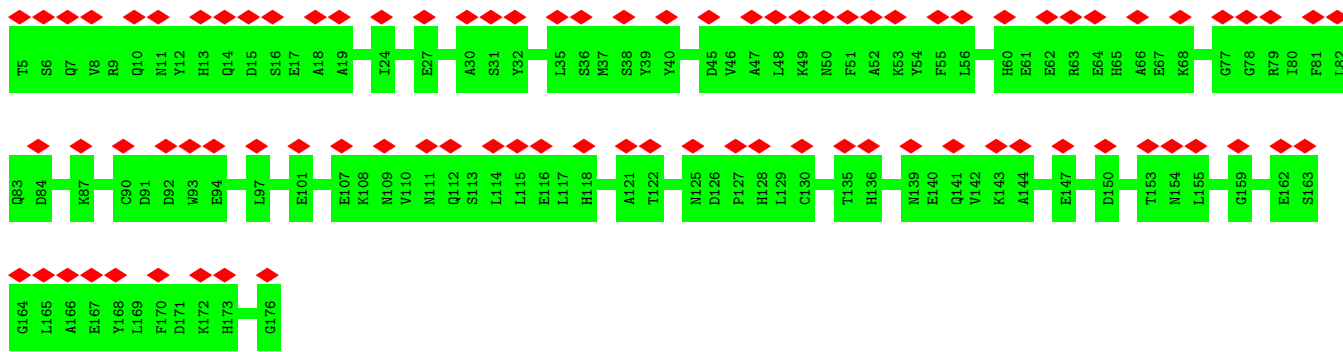 T5 S6 Q7 V8 R9 Q10 N11 Y12 H13 Q14 D15 S16 E17 A18 A19 I24 E27 A30 S31 Y32 L35 S36 M37 S38 Y39 Y40 D45 V46 A47 L48 K49 N50 F51 A52 K53 Y54 F55 L56 H60 E61 E62 R63 E64 H65 A66 E67 K68 G77 G78 R79 I80 F81 L82
Q83 D84 K87 C90 D91 D92 W93 E94 L97 E101 E107 K108 N109 V110 N111 Q112 S113 L114 L115 E116 L117 H118 A121 T122 N125 D126 P127 H128 L129 C130 T135 H136 N139 E140 Q141 V142 K143 A144 E147 D150 T153 N154 L155 G159 E162 S163
G164 L165 A166 E167 Y168 L169 F170 D171 K172 H173 G176